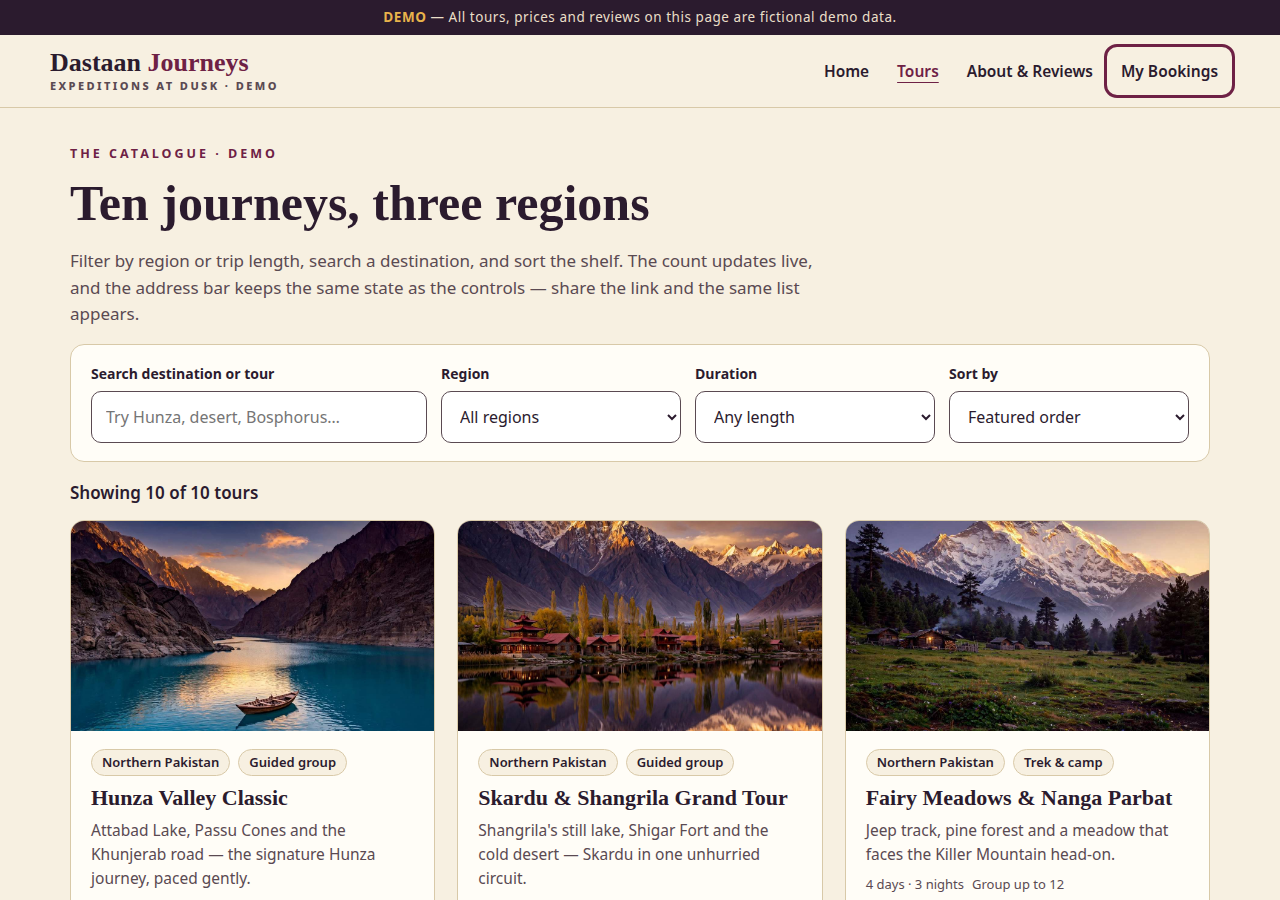 DEMO — All tours, prices and reviews on this page are fictional demo data.
Dastaan Journeys
EXPEDITIONS AT DUSK · DEMO
Home Tours About & Reviews My Bookings
THE CATALOGUE · DEMO
Ten journeys, three regions
Filter by region or trip length, search a destination, and sort the shelf. The count updates live,
and the address bar keeps the same state as the controls — share the link and the same list
appears.
Search destination or tour Region Duration Sort by
Try Hunza, desert, Bosphorus... All regions Any length Featured order
Showing 10 of 10 tours
Northern Pakistan Guided group
Hunza Valley Classic
Attabad Lake, Passu Cones and the
Khunjerab road — the signature Hunza
journey, paced gently.
Northern Pakistan Guided group
Skardu & Shangrila Grand Tour
Shangrila's still lake, Shigar Fort and the
cold desert — Skardu in one unhurried
circuit.
Northern Pakistan Trek & camp
Fairy Meadows & Nanga Parbat
Jeep track, pine forest and a meadow that
faces the Killer Mountain head-on.
4 days · 3 nights Group up to 12